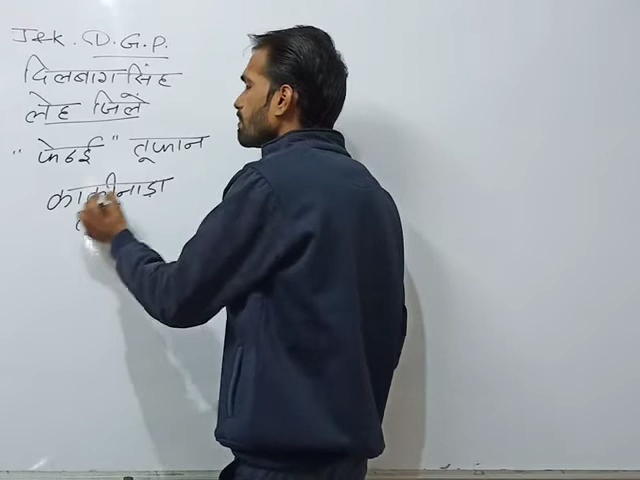 J&K. D.G.P.
दिलबाग सिंह
लेह जिले
"फेथई" तूफान
काकीनाड़ा